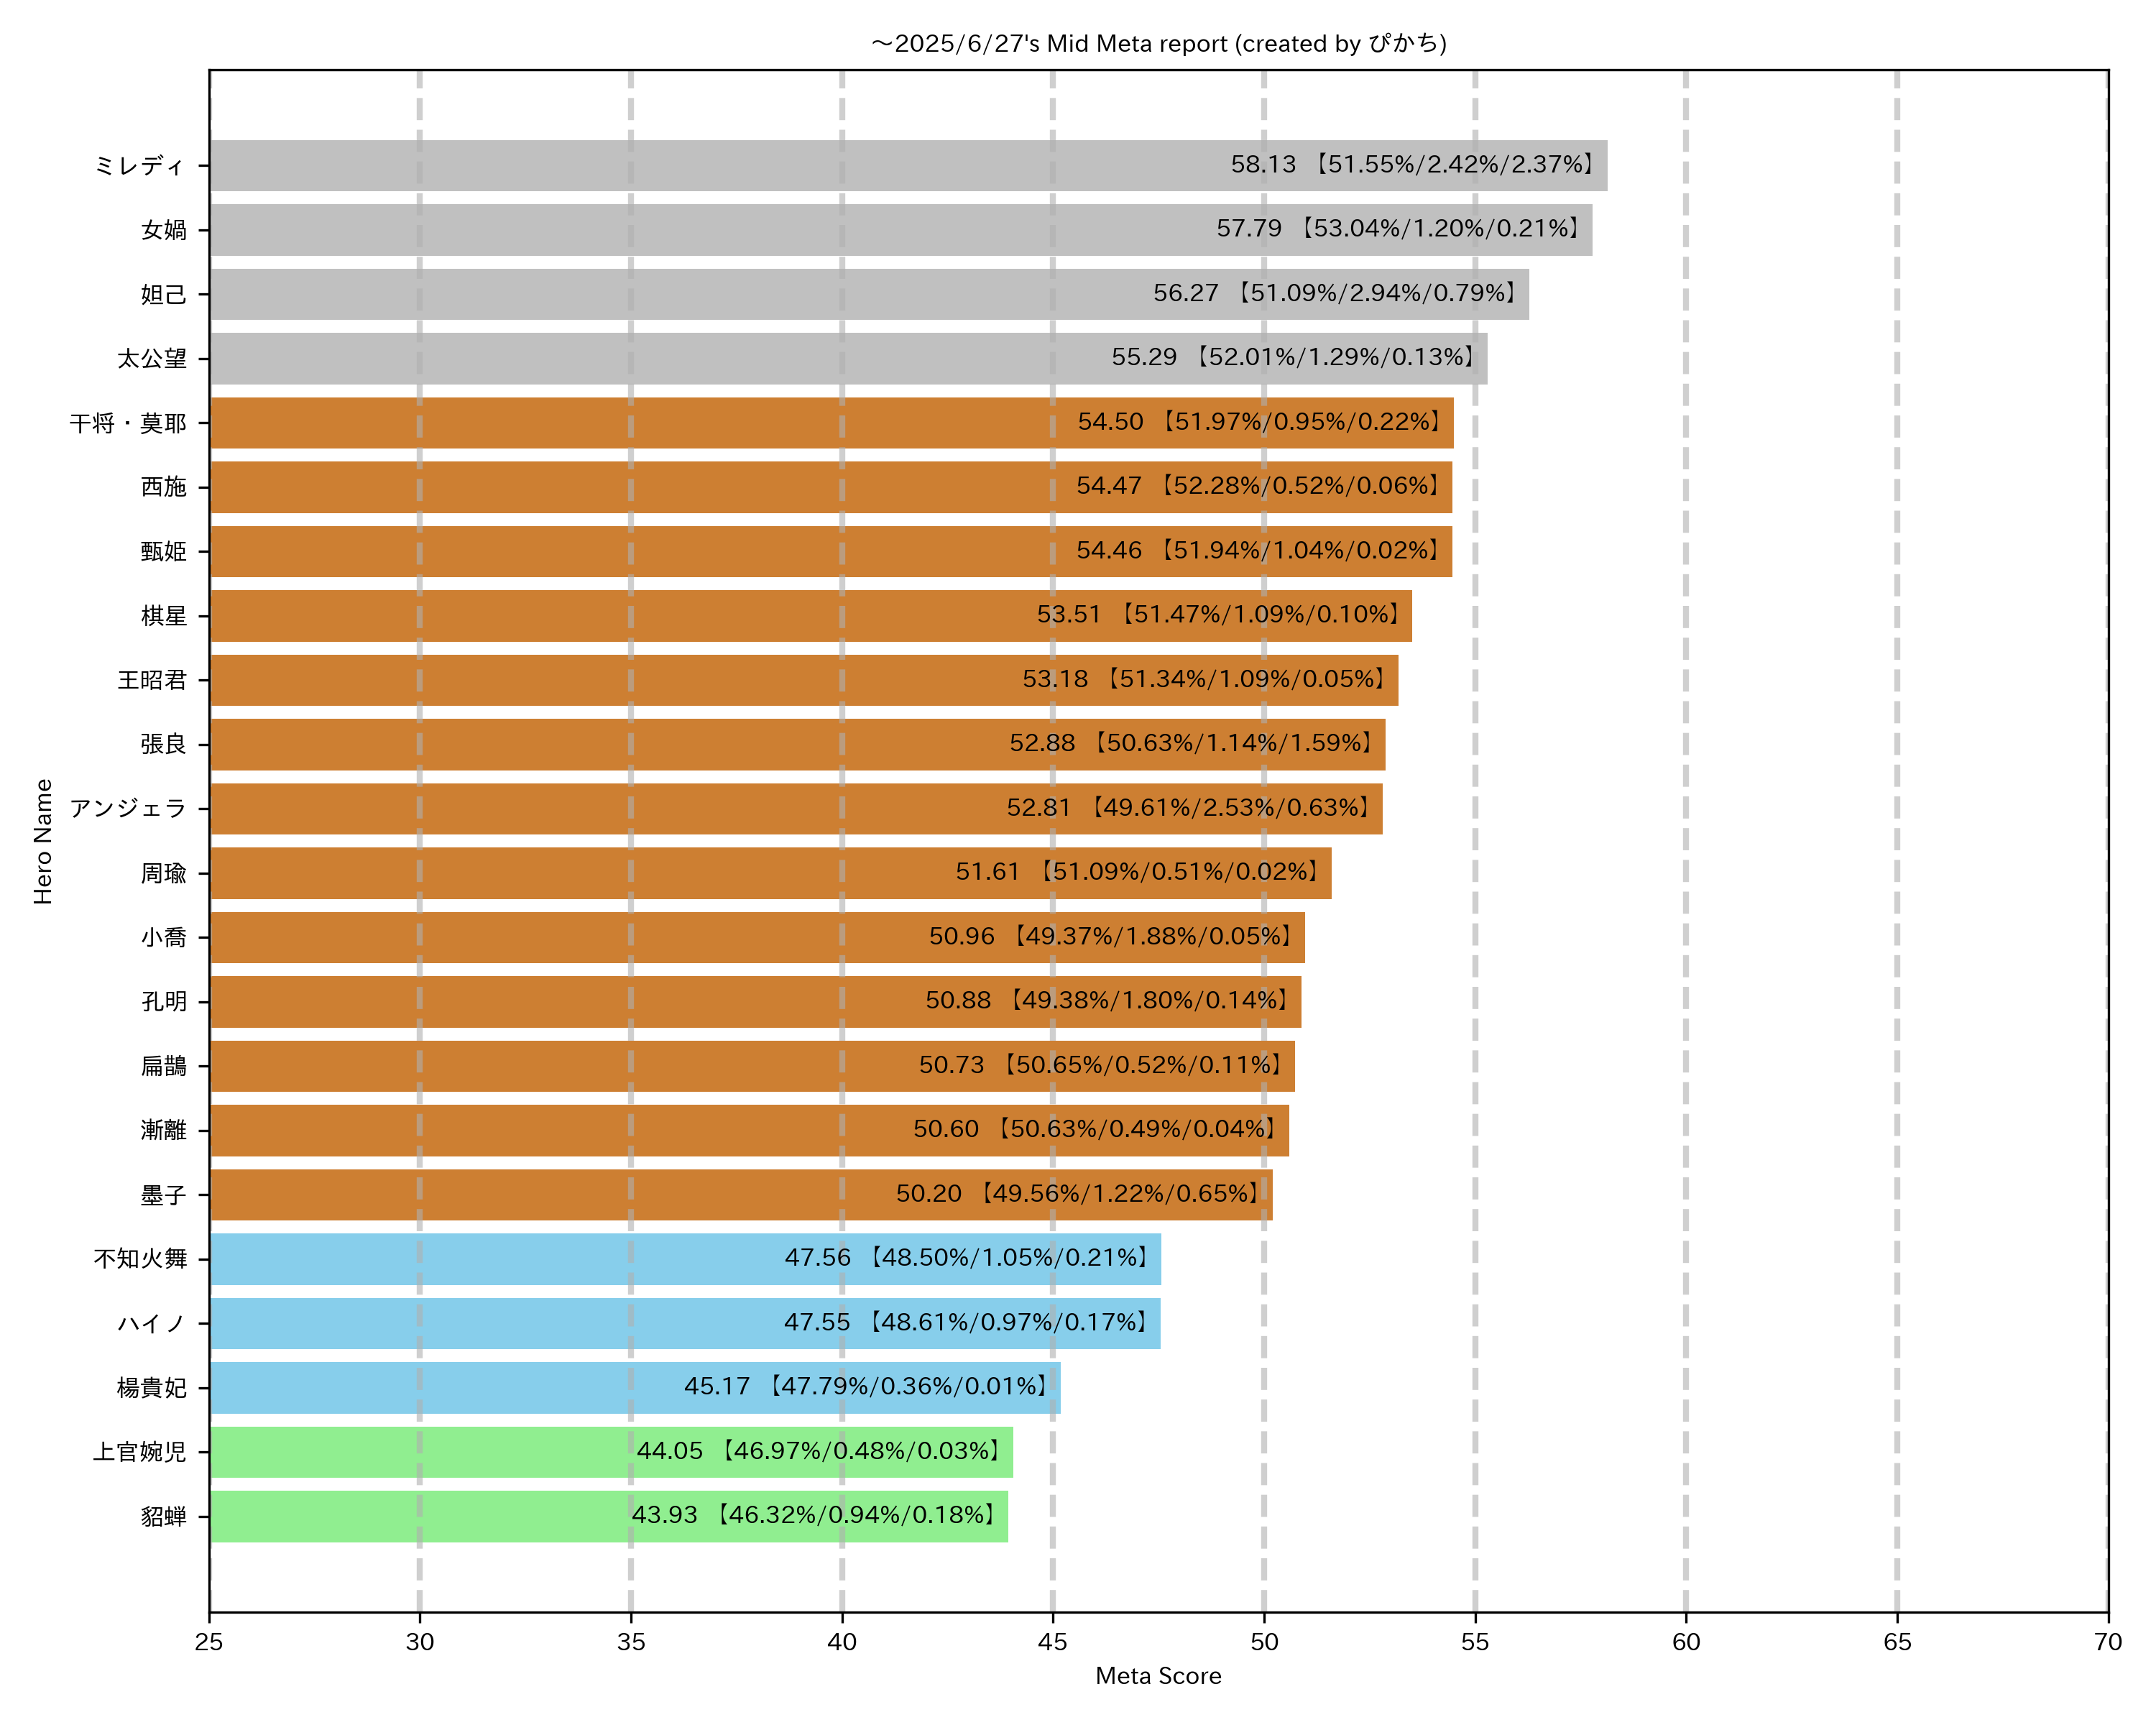 ～2025/6/27's Mid Meta report (created by ぴかち)
Hero Name
ミレディ 58.13 【51.55%/2.42%/2.37%】
女媧 57.79 【53.04%/1.20%/0.21%】
妲己 56.27 【51.09%/2.94%/0.79%】
太公望 55.29 【52.01%/1.29%/0.13%】
干将・莫耶 54.50 【51.97%/0.95%/0.22%】
西施 54.47 【52.28%/0.52%/0.06%】
甄姫 54.46 【51.94%/1.04%/0.02%】
棋星 53.51 【51.47%/1.09%/0.10%】
王昭君 53.18 【51.34%/1.09%/0.05%】
張良 52.88 【50.63%/1.14%/1.59%】
アンジェラ 52.81 【49.61%/2.53%/0.63%】
周瑜 51.61 【51.09%/0.51%/0.02%】
小喬 50.96 【49.37%/1.88%/0.05%】
孔明 50.88 【49.38%/1.80%/0.14%】
扁鵲 50.73 【50.65%/0.52%/0.11%】
漸離 50.60 【50.63%/0.49%/0.04%】
墨子 50.20 【49.56%/1.22%/0.65%】
不知火舞 47.56 【48.50%/1.05%/0.21%】
ハイノ 47.55 【48.61%/0.97%/0.17%】
楊貴妃 45.17 【47.79%/0.36%/0.01%】
上官婉児 44.05 【46.97%/0.48%/0.03%】
貂蝉 43.93 【46.32%/0.94%/0.18%】
25 30 35 40 45 50 55 60 65 70
Meta Score